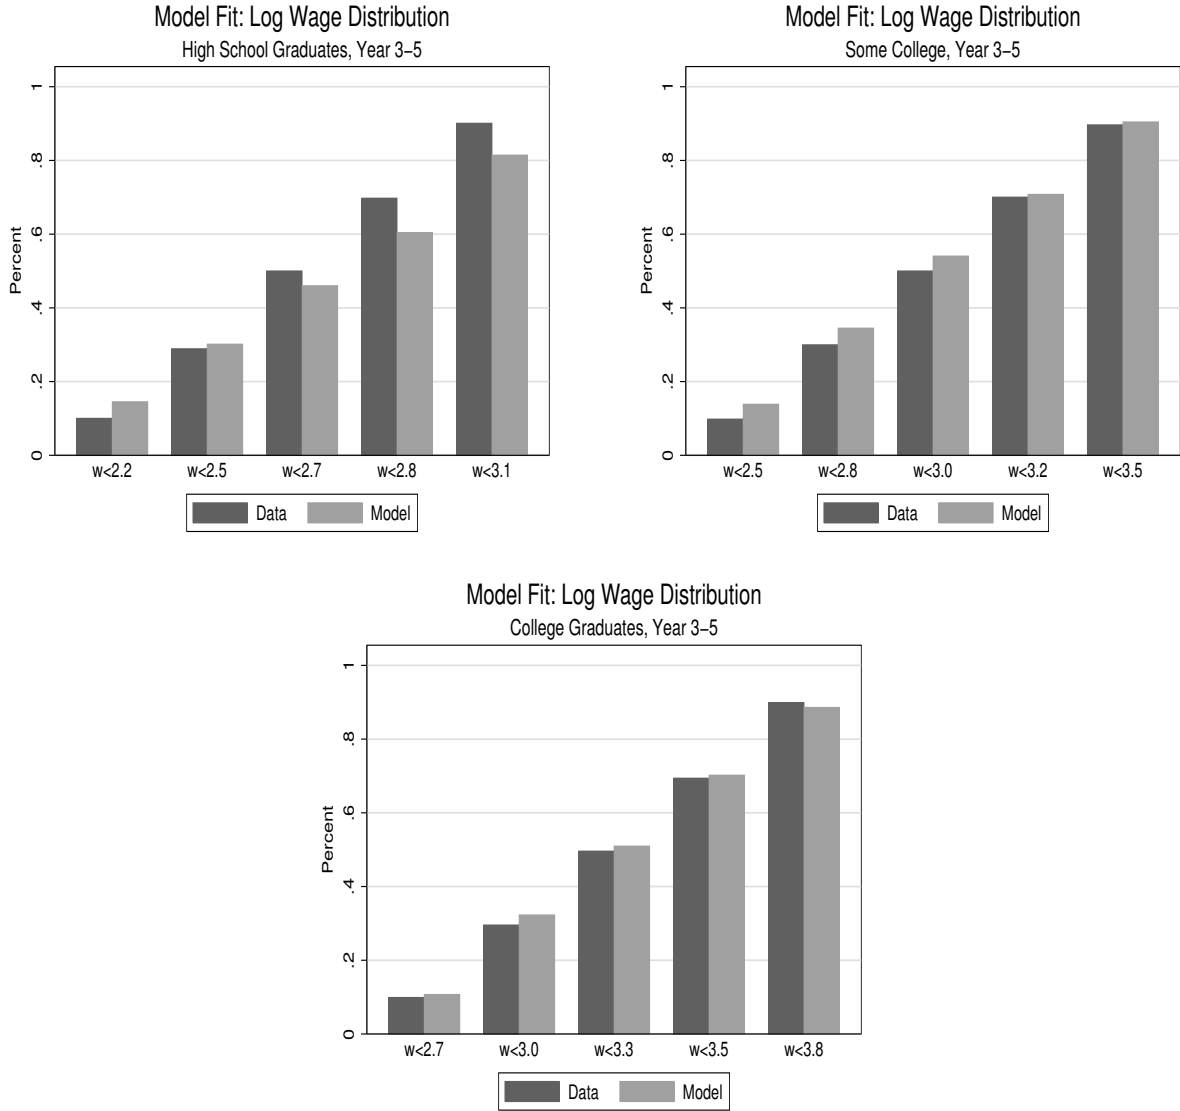 Model Fit: Log Wage Distribution
High School Graduates, Year 3–5
Percent
1
.8
.6
.4
.2
0
w<2.2 w<2.5 w<2.7 w<2.8 w<3.1
Data Model
Model Fit: Log Wage Distribution
Some College, Year 3–5
Percent
1
.8
.6
.4
.2
0
w<2.5 w<2.8 w<3.0 w<3.2 w<3.5
Data Model
Model Fit: Log Wage Distribution
College Graduates, Year 3–5
Percent
1
.8
.6
.4
.2
0
w<2.7 w<3.0 w<3.3 w<3.5 w<3.8
Data Model